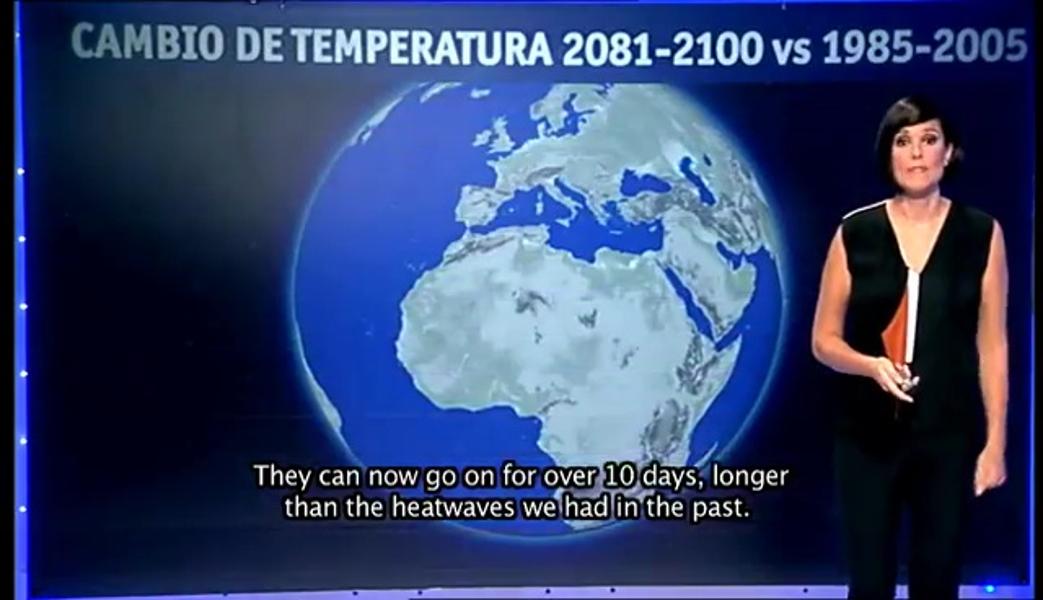 CAMBIO DE TEMPERATURA 2081-2100 vs 1985-2005
They can now go on for over 10 days, longer
than the heatwaves we had in the past.